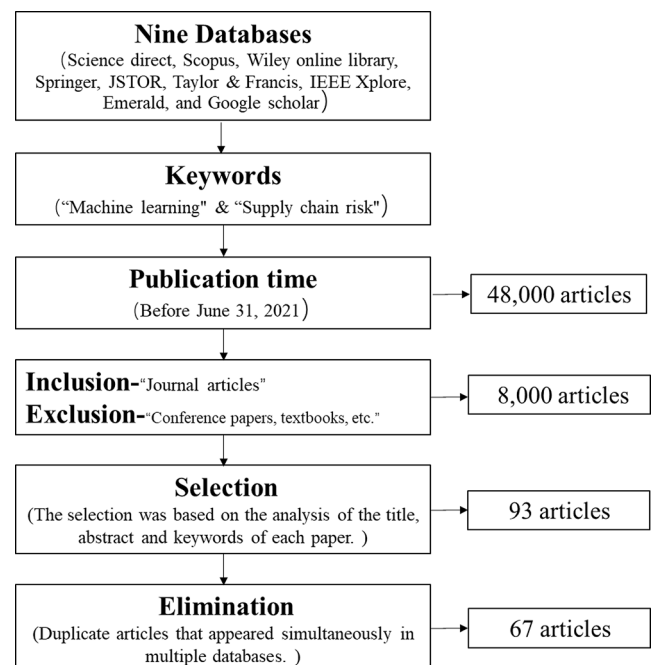 Nine Databases
(Science direct, Scopus, Wiley online library,
Springer, JSTOR, Taylor & Francis, IEEE Xplore,
Emerald, and Google scholar)
Keywords
(“Machine learning" & “Supply chain risk")
Publication time
(Before June 31, 2021)
48,000 articles
Inclusion-“Journal articles”
Exclusion-“Conference papers, textbooks, etc.”
8,000 articles
Selection
(The selection was based on the analysis of the title,
abstract and keywords of each paper. )
93 articles
Elimination
(Duplicate articles that appeared simultaneously in
multiple databases. )
67 articles